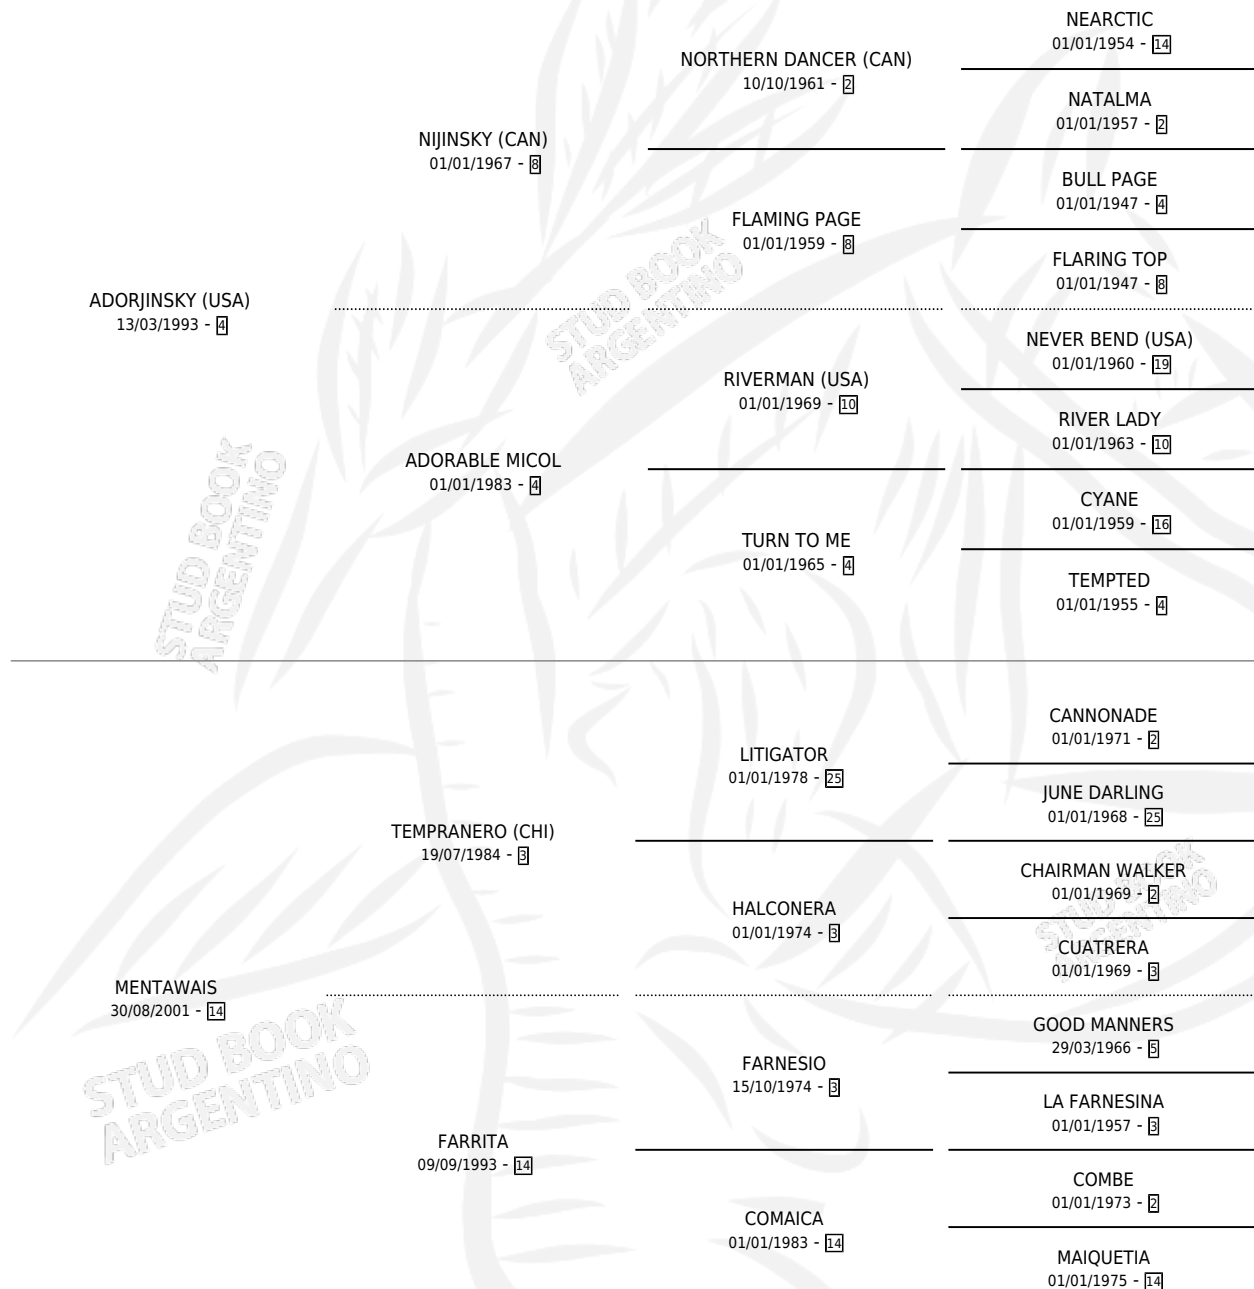 NEARCTIC
01/01/1954 - 14
NORTHERN DANCER (CAN)
10/10/1961 - 2
NATALMA
01/01/1957 - 2
NIJINSKY (CAN)
01/01/1967 - 8
BULL PAGE
01/01/1947 - 4
FLAMING PAGE
01/01/1959 - 8
FLARING TOP
01/01/1947 - 8
ADORJINSKY (USA)
13/03/1993 - 4
NEVER BEND (USA)
01/01/1960 - 19
RIVERMAN (USA)
01/01/1969 - 10
RIVER LADY
01/01/1963 - 10
ADORABLE MICOL
01/01/1983 - 4
CYANE
01/01/1959 - 16
TURN TO ME
01/01/1965 - 4
TEMPTED
01/01/1955 - 4
CANNONADE
01/01/1971 - 2
LITIGATOR
01/01/1978 - 25
JUNE DARLING
01/01/1968 - 25
TEMPRANERO (CHI)
19/07/1984 - 3
CHAIRMAN WALKER
01/01/1969 - 2
HALCONERA
01/01/1974 - 3
CUATRERA
01/01/1969 - 3
MENTAWAIS
30/08/2001 - 14
GOOD MANNERS
29/03/1966 - 5
FARNESIO
15/10/1974 - 3
LA FARNESINA
01/01/1957 - 3
FARRITA
09/09/1993 - 14
COMBE
01/01/1973 - 2
COMAICA
01/01/1983 - 14
MAIQUETIA
01/01/1975 - 14
STUD BOOK
ARGENTINO
STUD BOOK
ARGENTINO
STUD BOOK
ARGENTINO
STUD BOOK
ARGENTINO